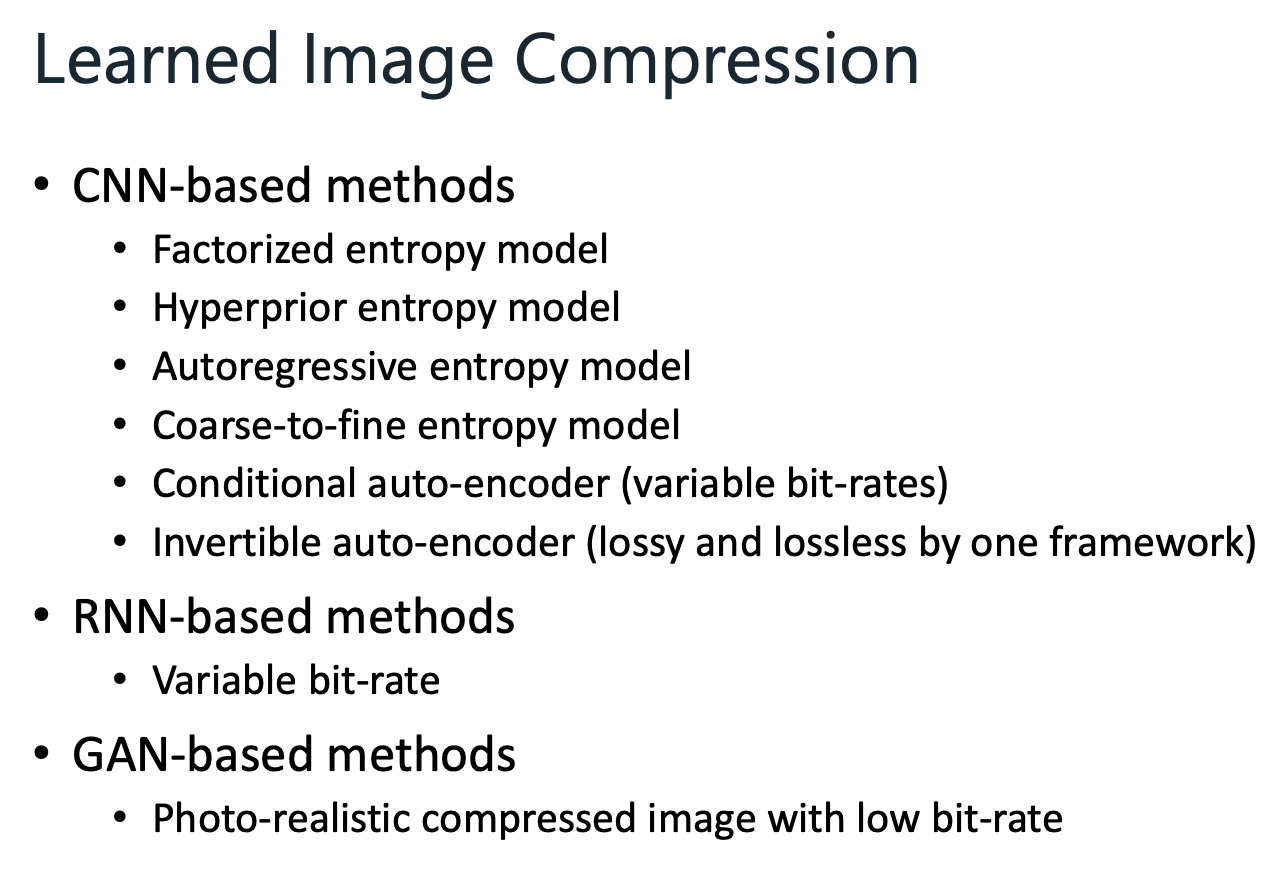 Learned Image Compression
• CNN-based methods
• Factorized entropy model
• Hyperprior entropy model
• Autoregressive entropy model
• Coarse-to-fine entropy model
• Conditional auto-encoder (variable bit-rates)
• Invertible auto-encoder (lossy and lossless by one framework)
• RNN-based methods
• Variable bit-rate
• GAN-based methods
• Photo-realistic compressed image with low bit-rate